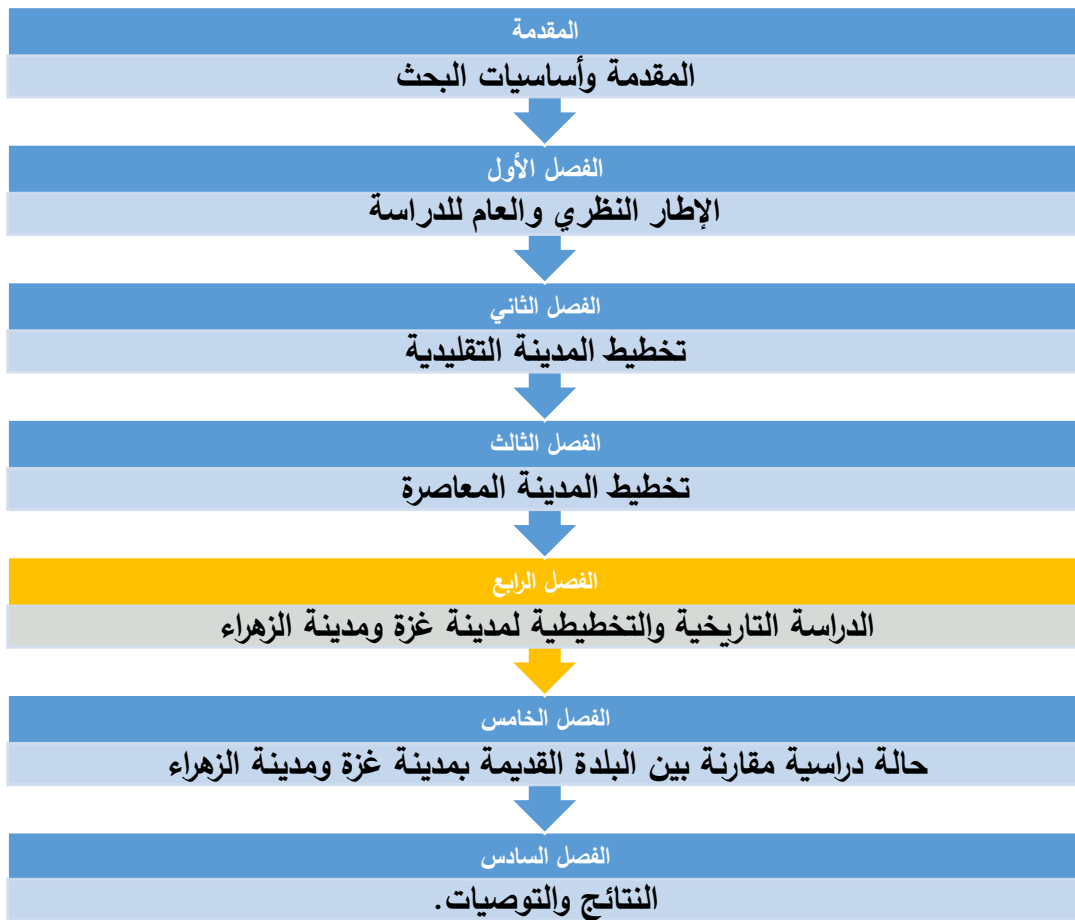 المقدمة
المقدمة وأساسيات البحث
الفصل الأول
الإطار النظري والعام للدراسة
الفصل الثاني
تخطيط المدينة التقليدية
الفصل الثالث
تخطيط المدينة المعاصرة
الفصل الرابع
الدراسة التاريخية والتخطيطية لمدينة غزة ومدينة الزهراء
الفصل الخامس
حالة دراسية مقارنة بين البلدة القديمة بمدينة غزة ومدينة الزهراء
الفصل السادس
النتائج والتوصيات.